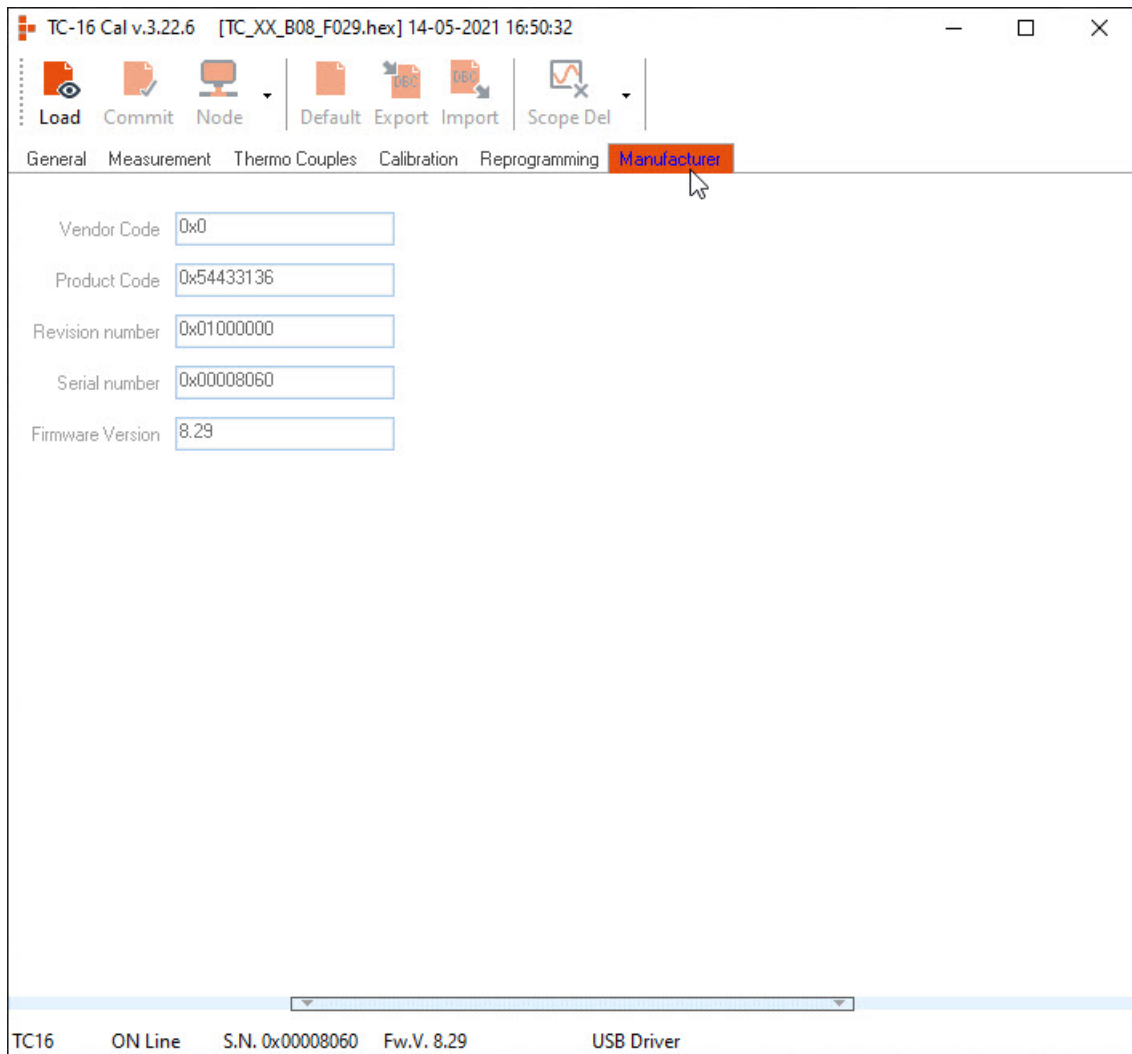 TC-16 Cal v.3.22.6 [TC_XX_B08_F029.hex] 14-05-2021 16:50:32
DBC DBC
Load Commit Node Default Export Import Scope Del
General Measurement Thermo Couples Calibration Reprogramming Manufacturer
Vendor Code 0x0
Product Code 0x54433136
Revision number 0x01000000
Serial number 0x00008060
Firmware Version 8.29
TC16 ON Line S.N. 0x00008060 Fw.V. 8.29 USB Driver